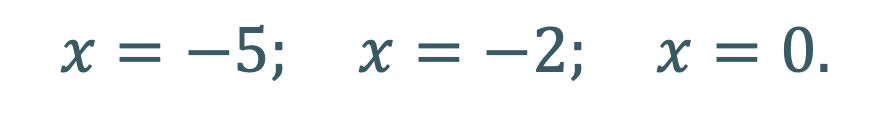 x = −5; x = −2; x = 0.